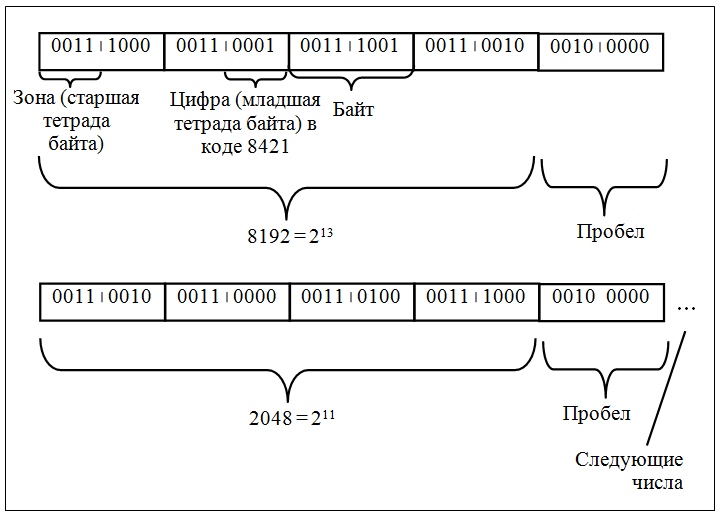 0011 1000 0011 0001 0011 1001 0011 0010 0010 0000
Зона (старшая
тетрада
байта)
Цифра (младшая
тетрада байта) в
коде 8421
Байт
8192 = 2¹³
Пробел
0011 0010 0011 0000 0011 0100 0011 1000 0010 0000 ...
2048 = 2¹¹
Пробел
Следующие
числа